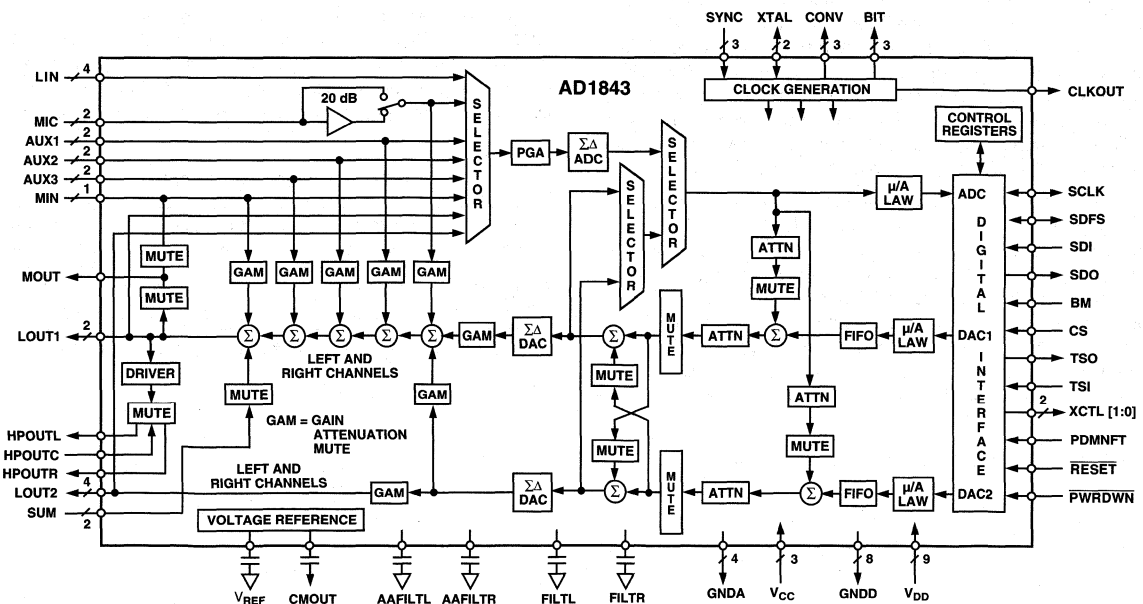 SYNC XTAL CONV BIT
3 2 3 3
LIN 4
AD1843
CLOCK GENERATION
CLKOUT
20 dB
MIC 2
CONTROL
REGISTERS
AUX1 2
AUX2 2
AUX3 2
MIN 1
SELECTOR
PGA
ΣΔ
ADC
SELECTOR
SELECTOR
µ/A
LAW
ADC
DIGITAL
INTERFACE
SCLK
SDFS
SDI
SDO
BM
CS
TSO
TSI
2
XCTL [1:0]
PDMNFT
RESET
PWRDWN
MUTE
MOUT
MUTE
GAM GAM GAM GAM GAM
ATTN
MUTE
LOUT1 2
Σ Σ Σ Σ Σ
GAM
ΣΔ
DAC
Σ
MUTE
ATTN
Σ
FIFO
µ/A
LAW
DAC1
LEFT AND
RIGHT CHANNELS
DRIVER
MUTE
MUTE
GAM
MUTE
ATTN
GAM = GAIN
ATTENUATION
MUTE
HPOUTL
HPOUTC
HPOUTR
MUTE
MUTE
LEFT AND
RIGHT CHANNELS
LOUT2 4
GAM
ΣΔ
DAC
Σ
MUTE
ATTN
Σ
FIFO
µ/A
LAW
DAC2
SUM 2
VOLTAGE REFERENCE
4 3 8 9
VREF CMOUT AAFILTL AAFILTR FILTL FILTR GNDA VCC GNDD VDD